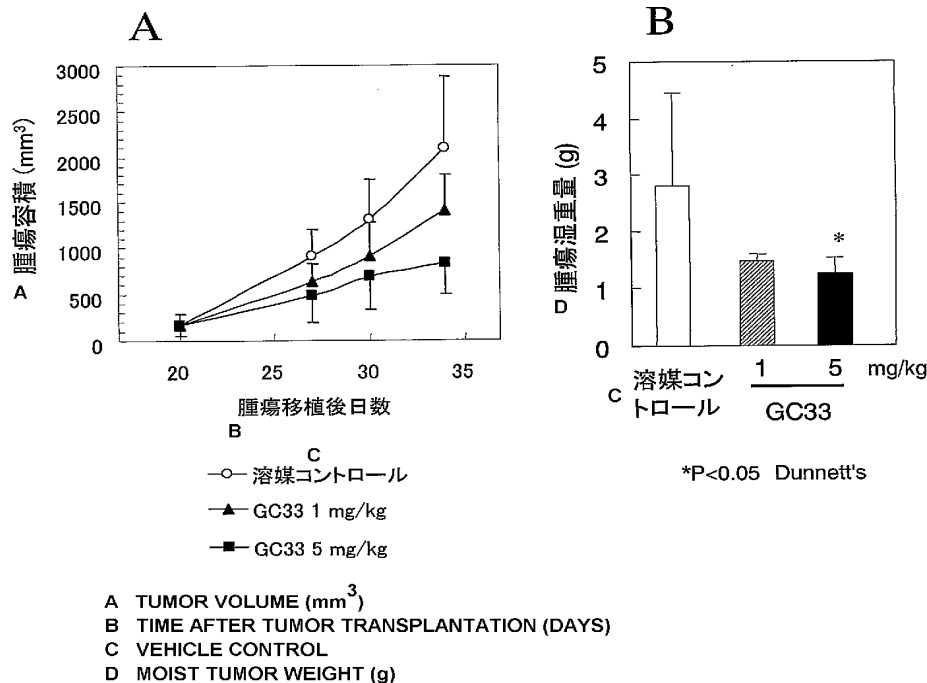 A
B
3000
2500
2000
1500
1000
500
0
腫瘍容積 (mm³)
A
20
25
30
35
腫瘍移植後日数
B
C
溶媒コントロール
GC33 1 mg/kg
GC33 5 mg/kg
5
4
3
2
1
0
腫瘍湿重量 (g)
D
*
C
溶媒コン
トロール
1
5
mg/kg
GC33
*P<0.05 Dunnett's
A TUMOR VOLUME (mm³)
B TIME AFTER TUMOR TRANSPLANTATION (DAYS)
C VEHICLE CONTROL
D MOIST TUMOR WEIGHT (g)